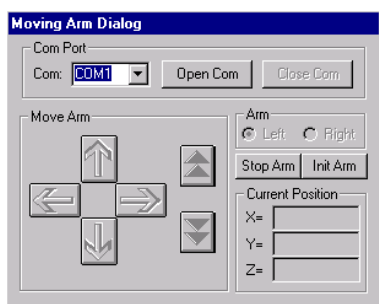 Moving Arm Dialog
Com Port
Com: COM1 Open Com Close Com
Move Arm
Arm
Left Right
Stop Arm Init Arm
Current Position
X=
Y=
Z=